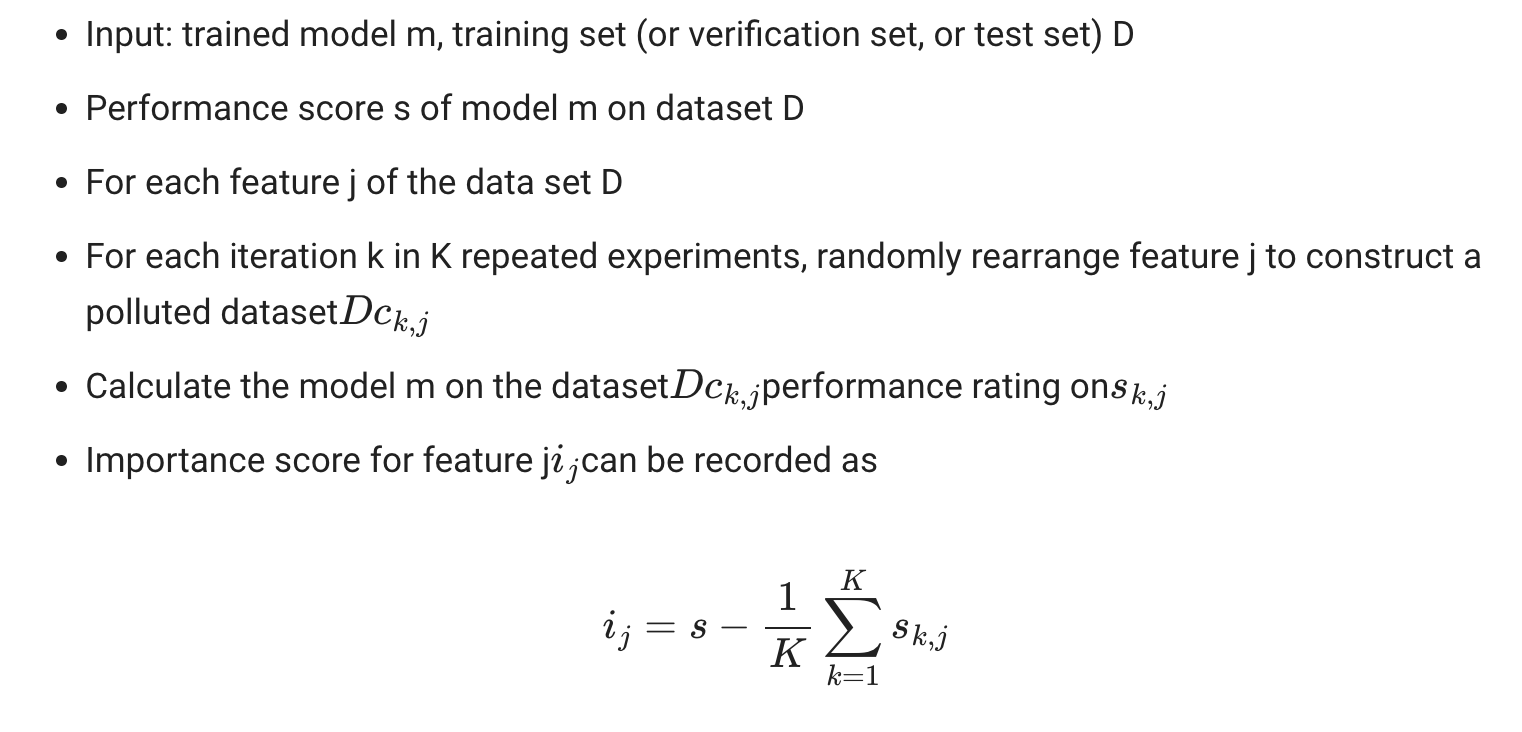 • Input: trained model m, training set (or verification set, or test set) D
• Performance score s of model m on dataset D
• For each feature j of the data set D
• For each iteration k in K repeated experiments, randomly rearrange feature j to construct a
polluted dataset$Dc_{k,j}$
• Calculate the model m on the dataset$Dc_{k,j}$performance rating on$s_{k,j}$
• Importance score for feature j$i_j$can be recorded as
$i_j = s - \frac{1}{K} \sum_{k=1}^{K} s_{k,j}$